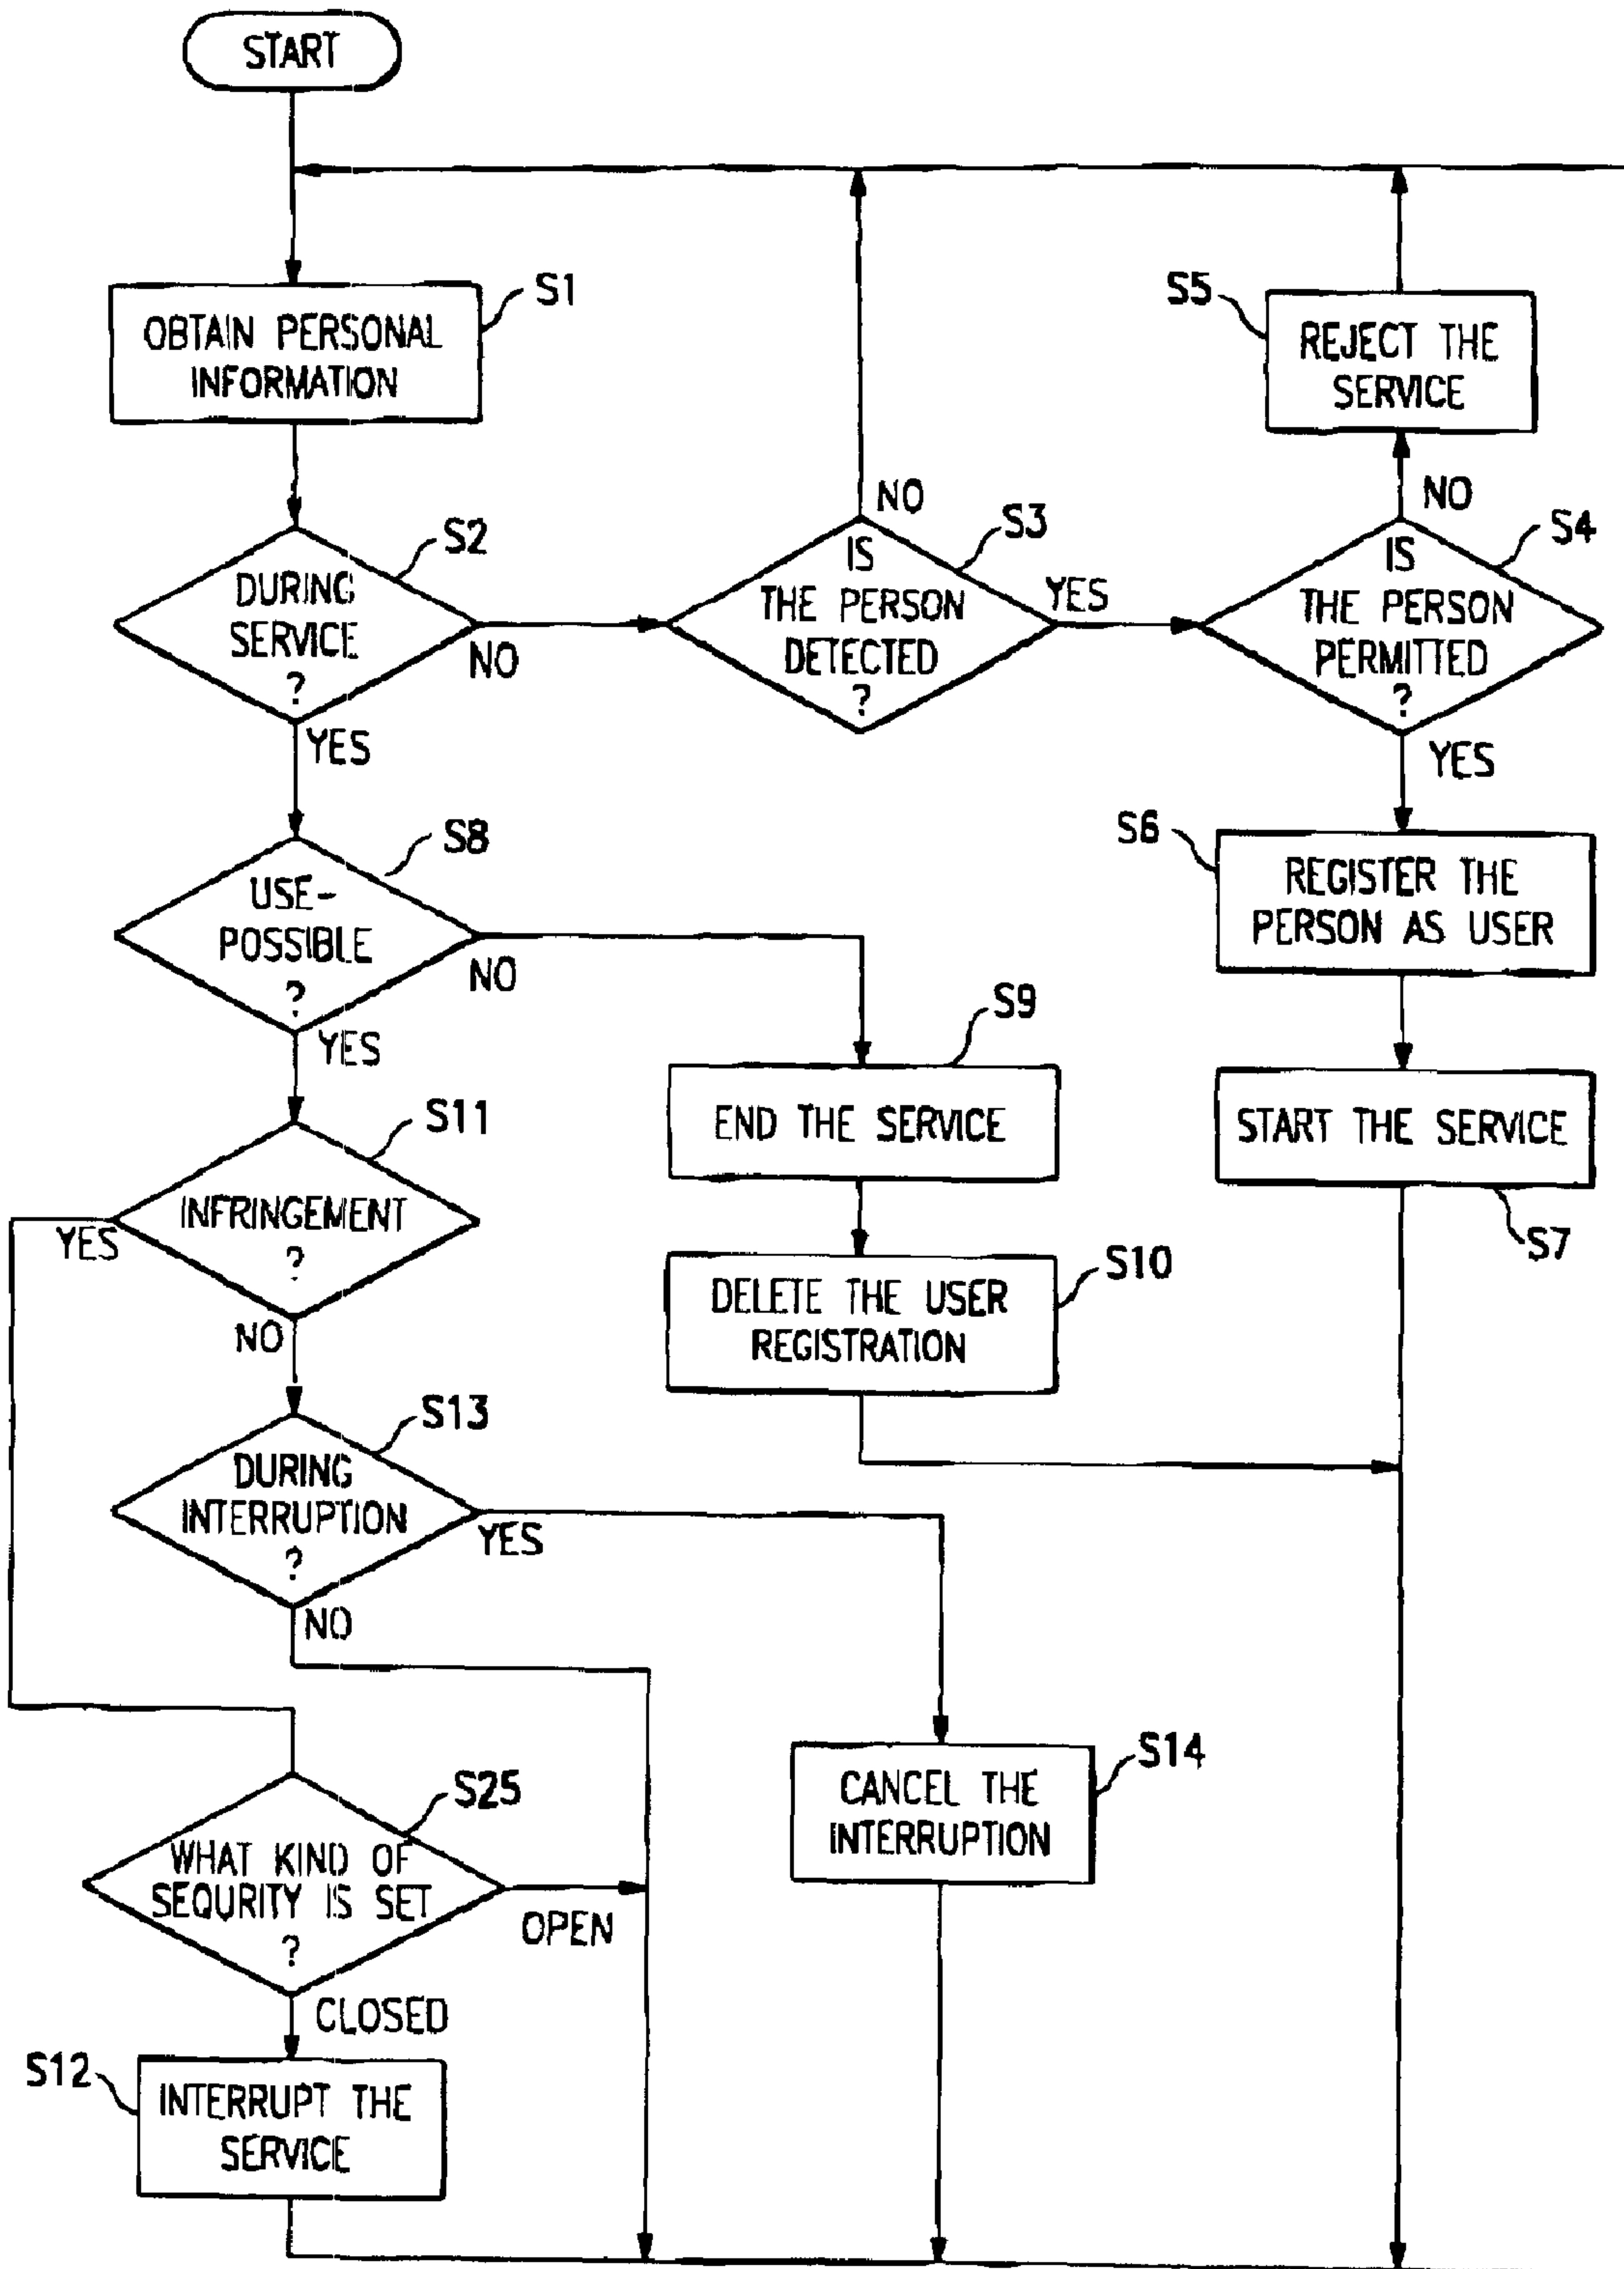 START
S1
OBTAIN PERSONAL
INFORMATION
S5
REJECT THE
SERVICE
S2
DURING
SERVICE
?
NO
YES
NO
S3
IS
THE PERSON
DETECTED
?
YES
NO
S4
IS
THE PERSON
PERMITTED
?
YES
S6
REGISTER THE
PERSON AS USER
S8
USE-
POSSIBLE
?
NO
YES
S9
END THE SERVICE
START THE SERVICE
S7
S11
INFRINGEMENT
?
YES
NO
S10
DELETE THE USER
REGISTRATION
S13
DURING
INTERRUPTION
?
YES
NO
S14
CANCEL THE
INTERRUPTION
S25
WHAT KIND OF
SEQURITY IS SET
?
OPEN
CLOSED
S12
INTERRUPT THE
SERVICE